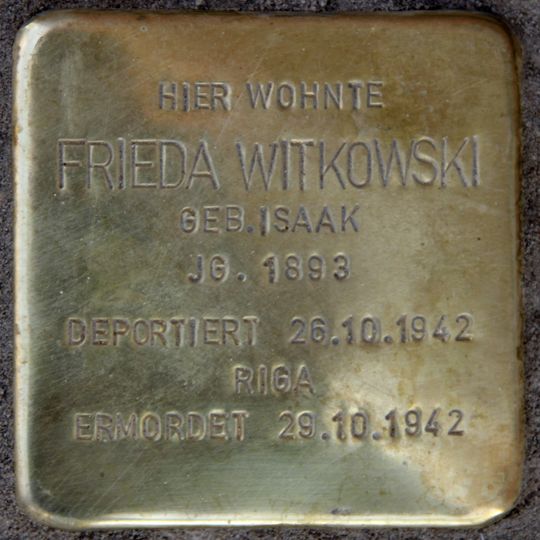 HIER WOHNTE
FRIEDA WITKOWSKI
GEB. ISAAK
JG. 1893
DEPORTIERT 26.10.1942
RIGA
ERMORDET 29.10.1942